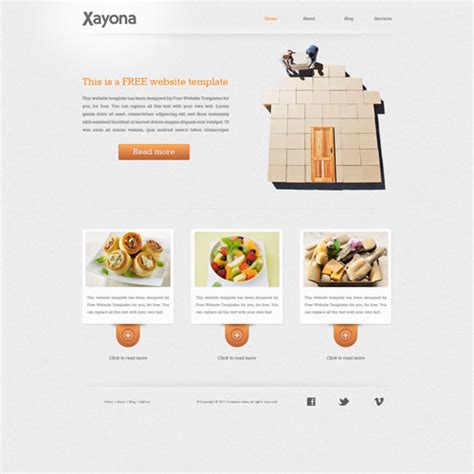 Xayona
Home About Blog Services
This is a FREE website template
This website template has been designed by Free Website Templates for
you, for free. You can replace all this text with your own text. Lorem
ipsum dolor sit amet, consectetuer adipiscing elit, sed diam nonummy
nibh euismod tincidunt ut laoreet dolore magna aliquam erat volutpat. Ut
wisi enim ad minim veniam, quis nostrud exerci tation ullamcorper
Read more
This website template has been designed by
Free Website Templates for you, for free. You
can replace all this text with your own text.
This website template has been designed by
Free Website Templates for you, for free. You
can replace all this text with your own text.
This website template has been designed by
Free Website Templates for you, for free. You
can replace all this text with your own text.
Click to read more
Click to read more
Click to read more
Home | About | Blog |
© Copyright © 2011 Company name all rights reserved